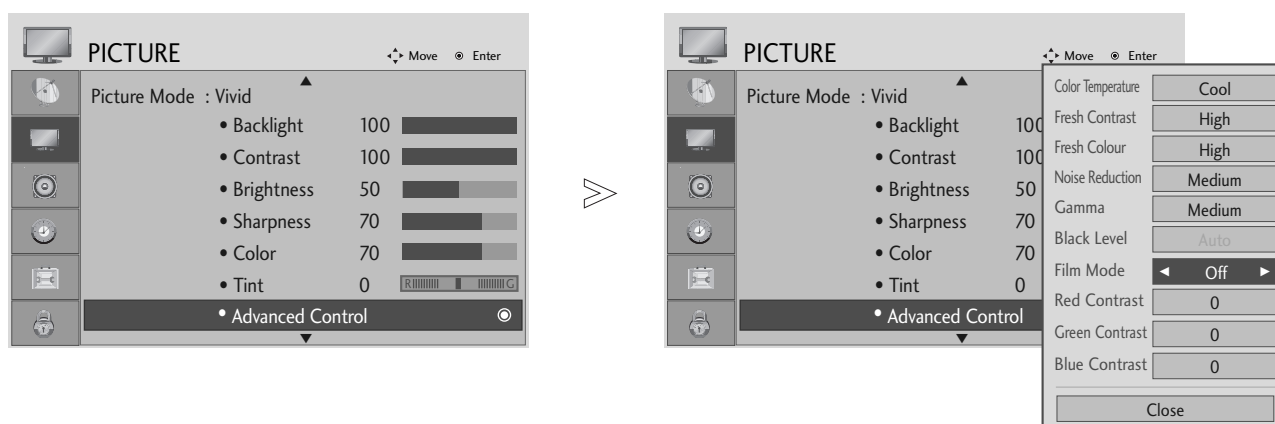 PICTURE
Move Enter
Picture Mode : Vivid
• Backlight 100
• Contrast 100
• Brightness 50
• Sharpness 70
• Color 70
• Tint 0 R G
• Advanced Control
PICTURE
Move Enter
Picture Mode : Vivid
• Backlight 100
• Contrast 100
• Brightness 50
• Sharpness 70
• Color 70
• Tint 0
• Advanced Control
Color Temperature Cool
Fresh Contrast High
Fresh Colour High
Noise Reduction Medium
Gamma Medium
Black Level Auto
Film Mode ◄ Off ►
Red Contrast 0
Green Contrast 0
Blue Contrast 0
Close